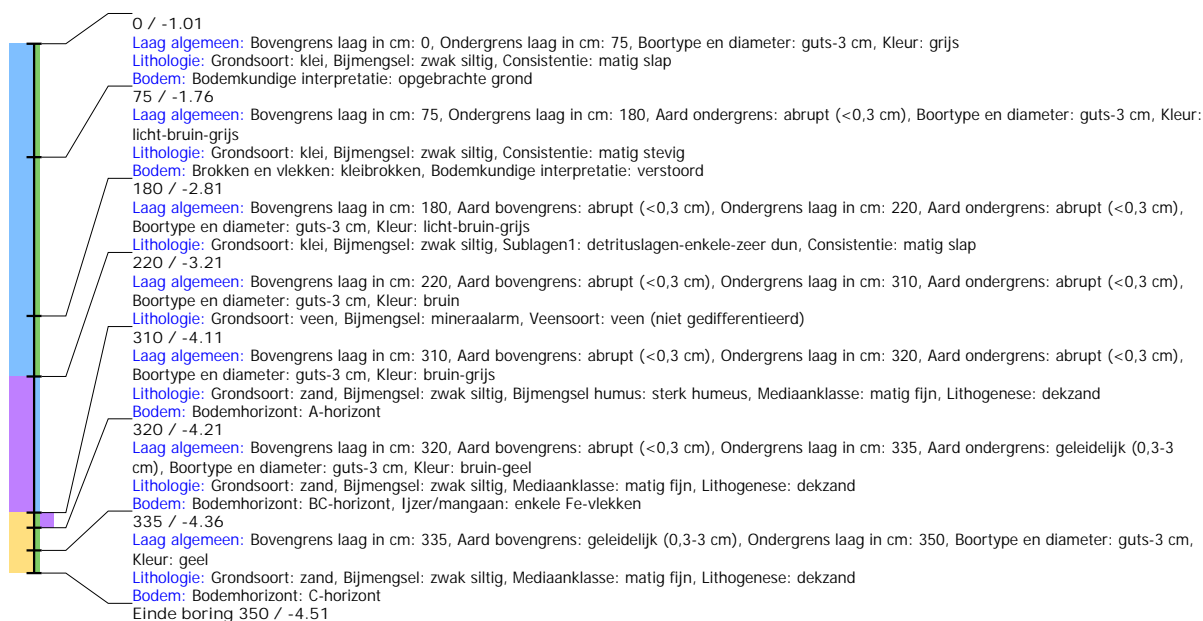 0 / -1.01
Laag algemeen: Bovengrens laag in cm: 0, Ondergrens laag in cm: 75, Boortype en diameter: guts-3 cm, Kleur: grijs
Lithologie: Grondsoort: klei, Bijmengsel: zwak siltig, Consistentie: matig slap
Bodem: Bodemkundige interpretatie: opgebrachte grond
75 / -1.76
Laag algemeen: Bovengrens laag in cm: 75, Ondergrens laag in cm: 180, Aard ondergrens: abrupt (<0,3 cm), Boortype en diameter: guts-3 cm, Kleur:
licht-bruin-grijs
Lithologie: Grondsoort: klei, Bijmengsel: zwak siltig, Consistentie: matig stevig
Bodem: Brokken en vlekken: kleibrokken, Bodemkundige interpretatie: verstoord
180 / -2.81
Laag algemeen: Bovengrens laag in cm: 180, Aard bovengrens: abrupt (<0,3 cm), Ondergrens laag in cm: 220, Aard ondergrens: abrupt (<0,3 cm),
Boortype en diameter: guts-3 cm, Kleur: licht-bruin-grijs
Lithologie: Grondsoort: klei, Bijmengsel: zwak siltig, Sublagen1: detrituslagen-enkele-zeer dun, Consistentie: matig slap
220 / -3.21
Laag algemeen: Bovengrens laag in cm: 220, Aard bovengrens: abrupt (<0,3 cm), Ondergrens laag in cm: 310, Aard ondergrens: abrupt (<0,3 cm),
Boortype en diameter: guts-3 cm, Kleur: bruin
Lithologie: Grondsoort: veen, Bijmengsel: mineraalarm, Veensoort: veen (niet gedifferentieerd)
310 / -4.11
Laag algemeen: Bovengrens laag in cm: 310, Aard bovengrens: abrupt (<0,3 cm), Ondergrens laag in cm: 320, Aard ondergrens: abrupt (<0,3 cm),
Boortype en diameter: guts-3 cm, Kleur: bruin-grijs
Lithologie: Grondsoort: zand, Bijmengsel: zwak siltig, Bijmengsel humus: sterk humeus, Mediaanklasse: matig fijn, Lithogenese: dekzand
Bodem: Bodemhorizont: A-horizont
320 / -4.21
Laag algemeen: Bovengrens laag in cm: 320, Aard bovengrens: abrupt (<0,3 cm), Ondergrens laag in cm: 335, Aard ondergrens: geleidelijk (0,3-3
cm), Boortype en diameter: guts-3 cm, Kleur: bruin-geel
Lithologie: Grondsoort: zand, Bijmengsel: zwak siltig, Mediaanklasse: matig fijn, Lithogenese: dekzand
Bodem: Bodemhorizont: BC-horizont, Ijzer/mangaan: enkele Fe-vlekken
335 / -4.36
Laag algemeen: Bovengrens laag in cm: 335, Aard bovengrens: geleidelijk (0,3-3 cm), Ondergrens laag in cm: 350, Boortype en diameter: guts-3 cm,
Kleur: geel
Lithologie: Grondsoort: zand, Bijmengsel: zwak siltig, Mediaanklasse: matig fijn, Lithogenese: dekzand
Bodem: Bodemhorizont: C-horizont
Einde boring 350 / -4.51